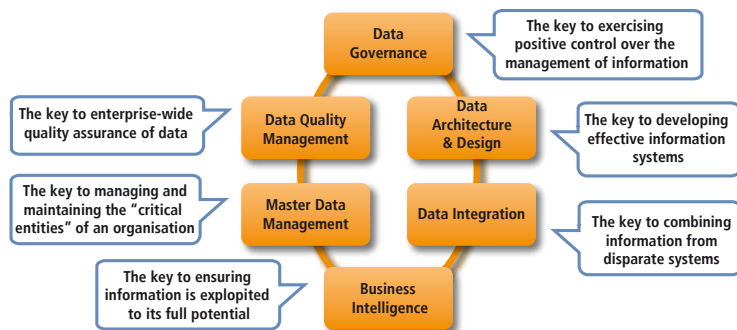 Data
Governance
The key to exercising
positive control over the
management of information
The key to enterprise-wide
quality assurance of data
Data Quality
Management
Data
Architecture
& Design
The key to developing
effective information
systems
The key to managing and
maintaining the “critical
entities” of an organisation
Master Data
Management
Data Integration
The key to combining
information from
disparate systems
The key to ensuring
information is explopited
to its full potential
Business
Intelligence